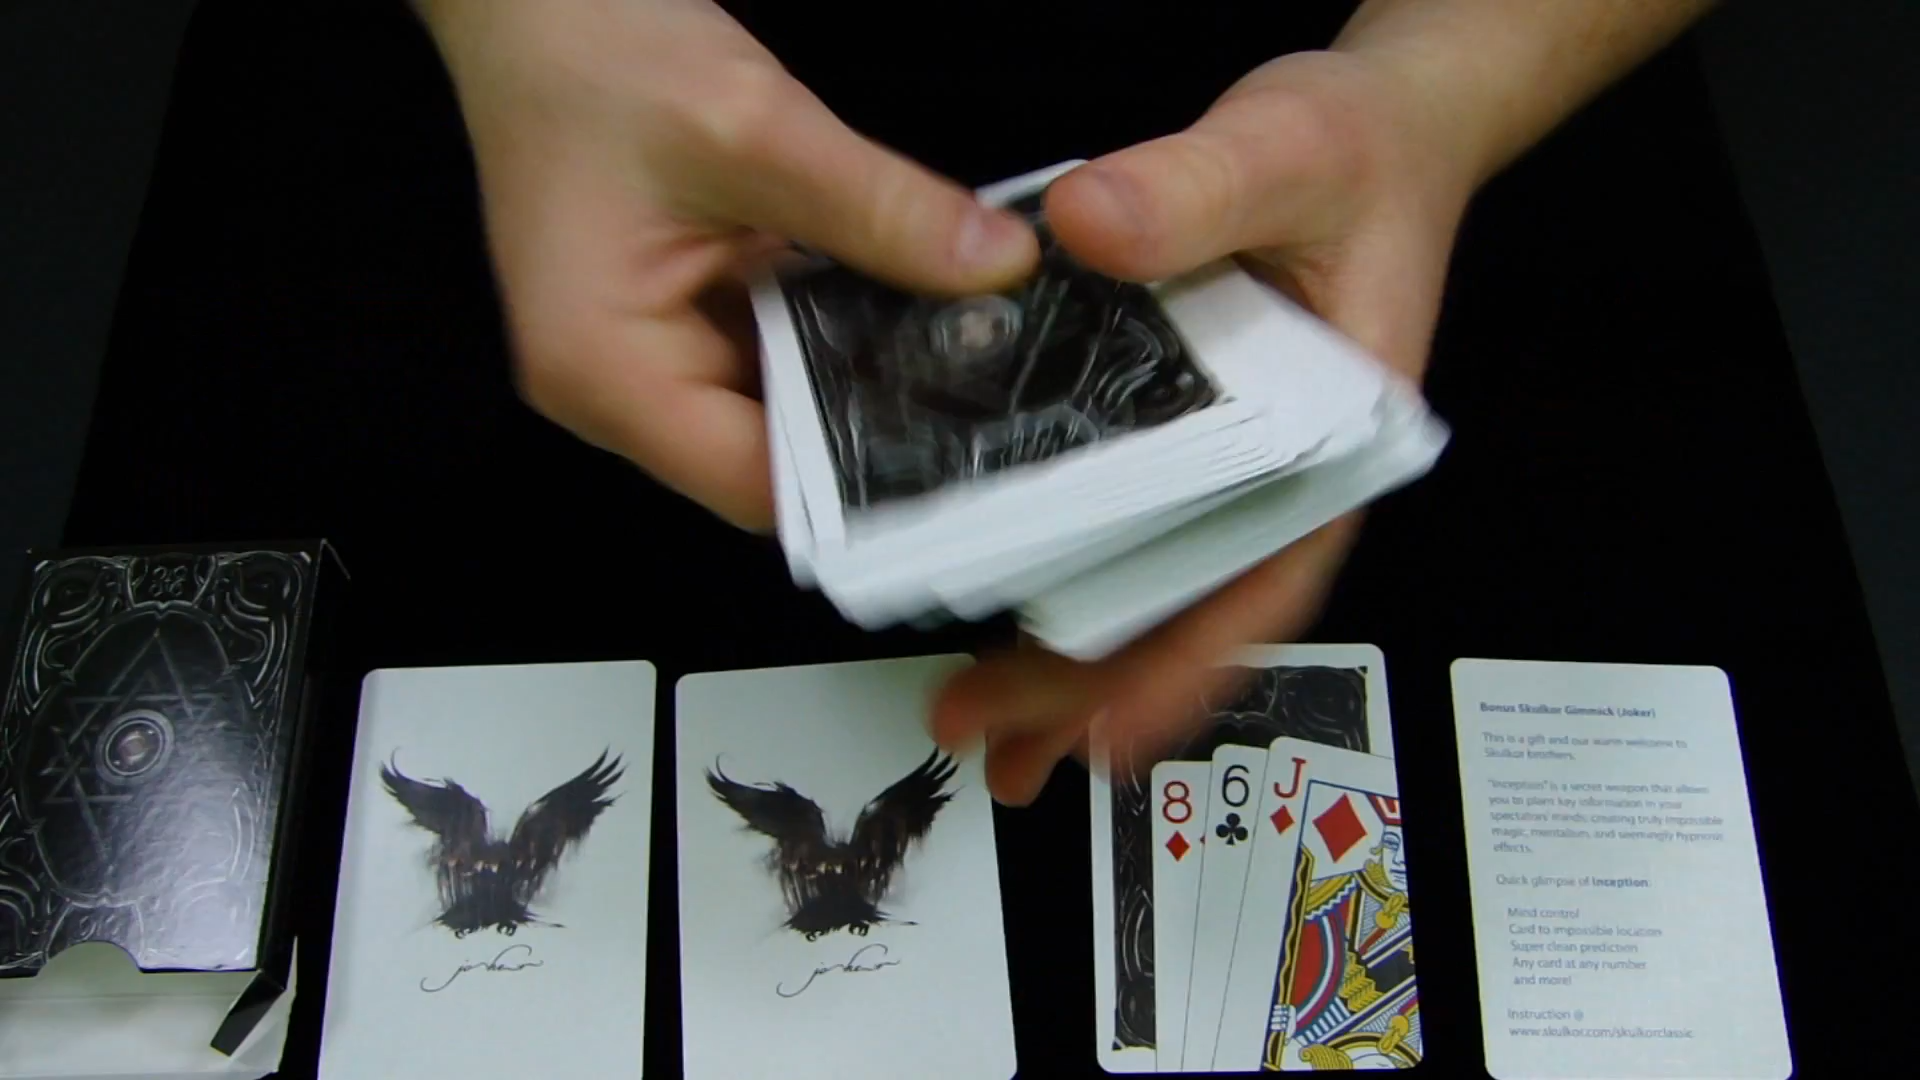 joker
joker
8
6
J
Bonus Skulkor Gimmick (Joker)
This is a gift and our warm welcome to
Skulkor brothers.
"Inception" is a secret weapon that allows
you to plant key information in your
spectators' minds, creating truly impossible
magic, mentalism, and seemingly hypnotic
effects.
Quick glimpse of Inception:
Mind control
Card to impossible location
Super clean prediction
Any card at any number
and more!
Instruction @
www.skulkor.com/skulkorclassic